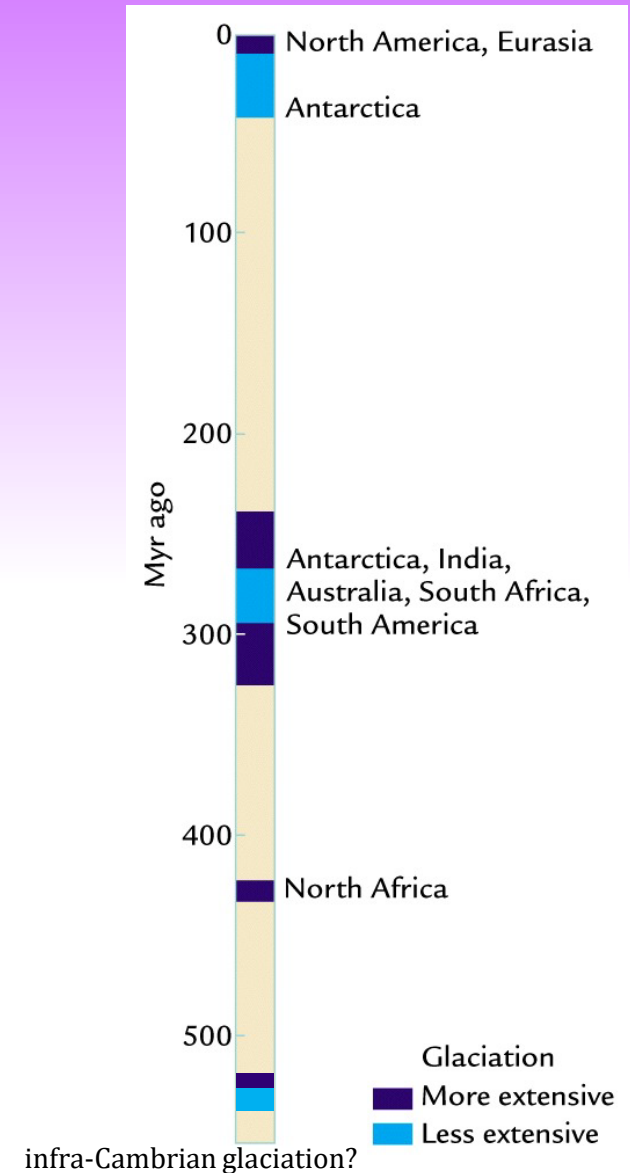 0
North America, Eurasia
Antarctica
100
200
Myr ago
Antarctica, India,
Australia, South Africa,
South America
300
400
North Africa
500
Glaciation
More extensive
Less extensive
infra-Cambrian glaciation?